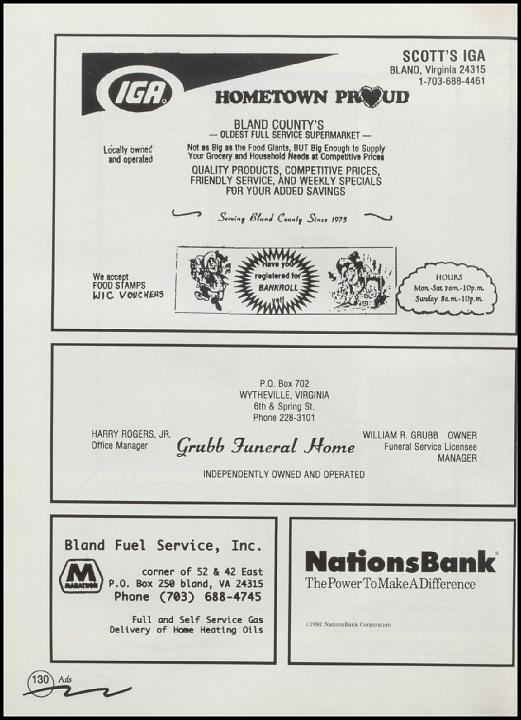 SCOTT'S IGA
BLAND, Virginia 24315
1-703-688-4461
IGA
HOMETOWN PROUD
BLAND COUNTY'S
— OLDEST FULL SERVICE SUPERMARKET —
Locally owned
and operated
Not as Big as the Food Giants, BUT Big Enough to Supply
Your Grocery and Household Needs at Competitive Prices
QUALITY PRODUCTS, COMPETITIVE PRICES,
FRIENDLY SERVICE, AND WEEKLY SPECIALS
FOR YOUR ADDED SAVINGS
Serving Bland County Since 1975
We accept
FOOD STAMPS
WIC VOUCHERS
Have you
registered for
BANKROLL
yet!
HOURS
Mon.-Sat. 7am.-10p.m.
Sunday 8a.m.-10p.m.
P.O. Box 702
WYTHEVILLE, VIRGINIA
6th & Spring St.
Phone 228-3101
HARRY ROGERS, JR.
Office Manager
Grubb Funeral Home
WILLIAM R. GRUBB OWNER
Funeral Service Licensee
MANAGER
INDEPENDENTLY OWNED AND OPERATED
Bland Fuel Service, Inc.
M
MARATHON
corner of 52 & 42 East
P.O. Box 250 bland, VA 24315
Phone (703) 688-4745
Full and Self Service Gas
Delivery of Home Heating Oils
NationsBank®
The Power To Make A Difference
©1992 NationsBank Corporation
130 Ads